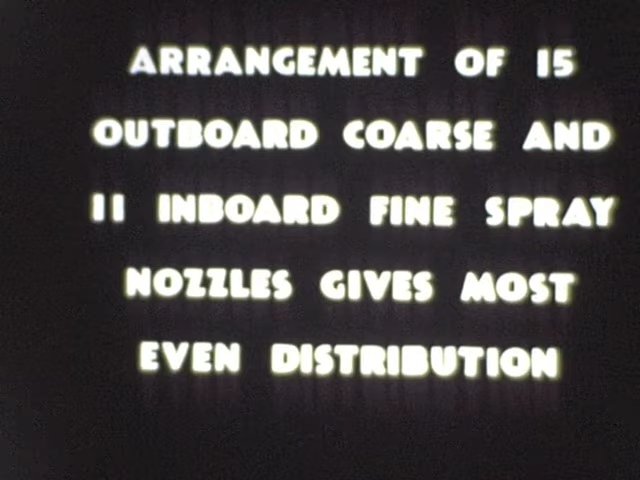 ARRANGEMENT OF 15
OUTBOARD COARSE AND
11 INBOARD FINE SPRAY
NOZZLES GIVES MOST
EVEN DISTRIBUTION